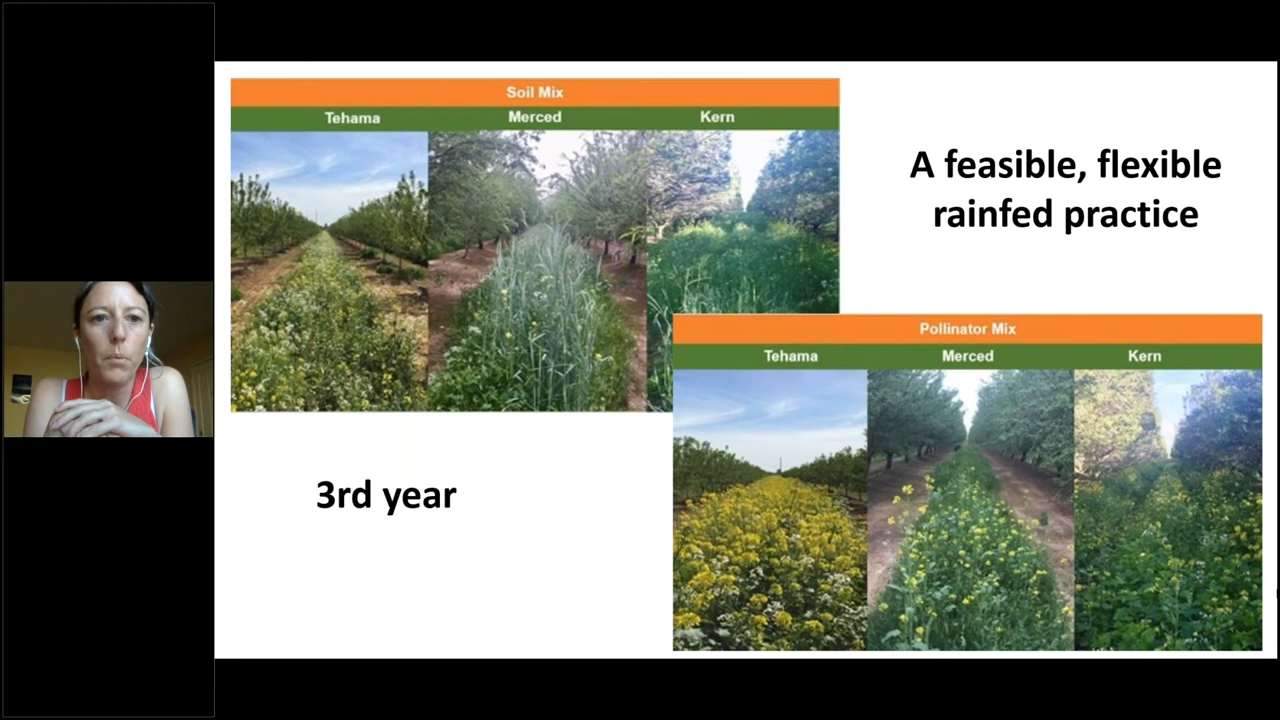 Soil Mix
Tehama Merced Kern
A feasible, flexible
rainfed practice
Pollinator Mix
Tehama Merced Kern
3rd year